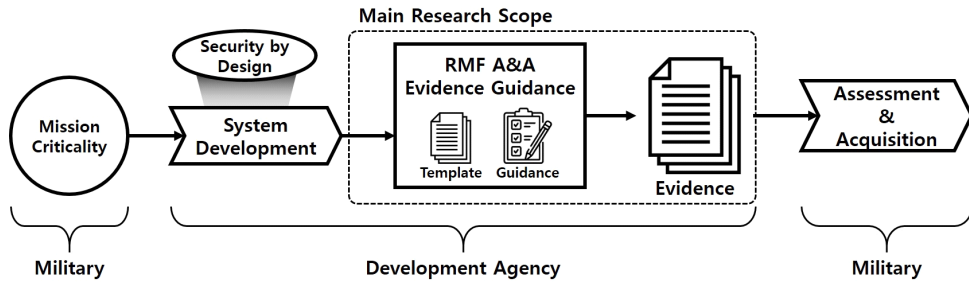 Main Research Scope
Security by
Design
Mission
Criticality
System
Development
RMF A&A
Evidence Guidance
Template
Guidance
Evidence
Assessment
&
Acquisition
Military
Development Agency
Military